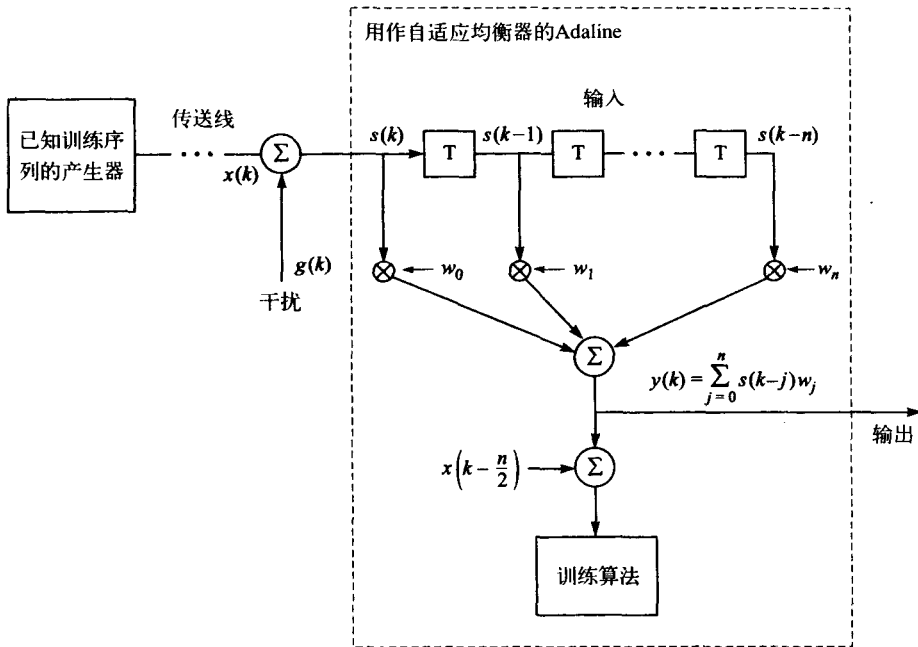 用作自适应均衡器的Adaline
已知训练序
列的产生器
传送线
x(k)
Σ
g(k)
干扰
输入
s(k)
T
s(k−1)
T
T
s(k−n)
w₀
w₁
wₙ
Σ
y(k) = ∑_{j=0}^{n} s(k−j)w_j
输出
x(k − n/2)
Σ
训练算法